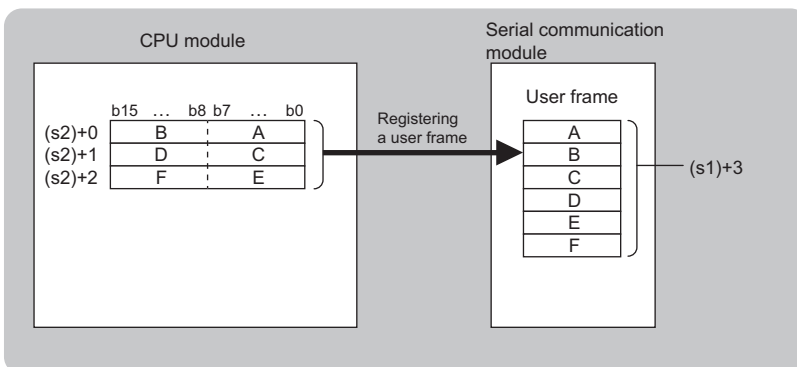 CPU module
Serial communication
module
b15 … b8 b7 … b0
(s2)+0 B A
(s2)+1 D C
(s2)+2 F E
Registering
a user frame
User frame
A
B
C
D
E
F
(s1)+3